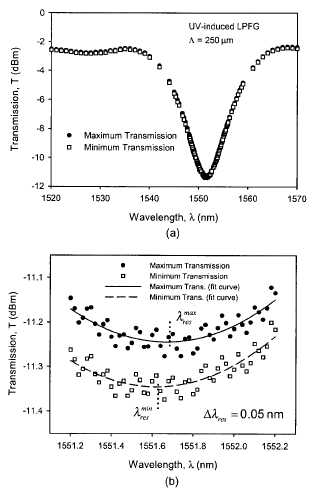 0
-2
-4
-6
-8
-10
-12
Transmission, T (dBm)
UV-induced LPFG
Λ = 250 µm
Maximum Transmission
Minimum Transmission
1520 1530 1540 1550 1560 1570
Wavelength, λ (nm)
(a)
-11.1
-11.2
-11.3
-11.4
Transmission, T (dBm)
Maximum Transmission
Minimum Transmission
Maximum Trans. (fit curve)
Minimum Trans. (fit curve)
λ_res^max
λ_res^min
Δλ_res = 0.05 nm
1551.2 1551.4 1551.6 1551.8 1552.0 1552.2
Wavelength, λ (nm)
(b)